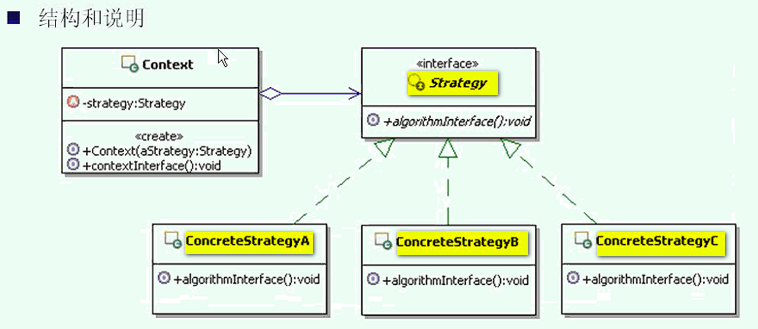 结构和说明
Context
-strategy:Strategy
«create»
+Context(aStrategy:Strategy)
+contextInterface():void
«interface»
Strategy
+algorithmInterface():void
ConcreteStrategyA
+algorithmInterface():void
ConcreteStrategyB
+algorithmInterface():void
ConcreteStrategyC
+algorithmInterface():void